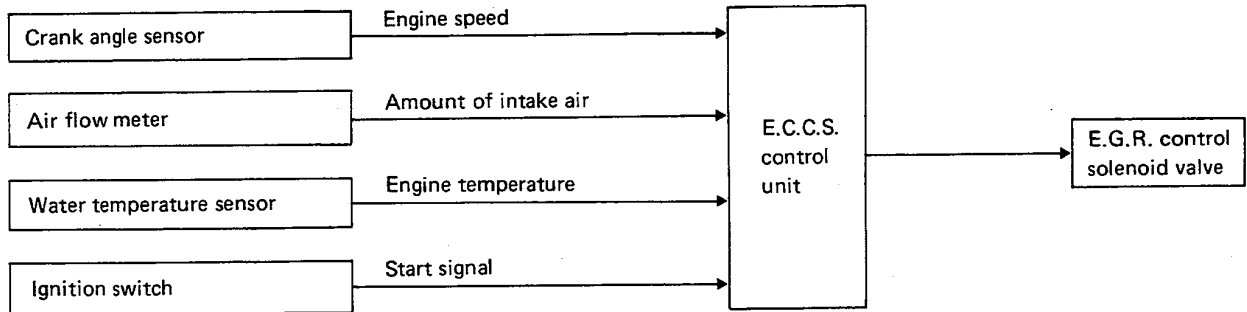 Crank angle sensor
Engine speed
Air flow meter
Amount of intake air
Water temperature sensor
Engine temperature
Ignition switch
Start signal
E.C.C.S.
control
unit
E.G.R. control
solenoid valve